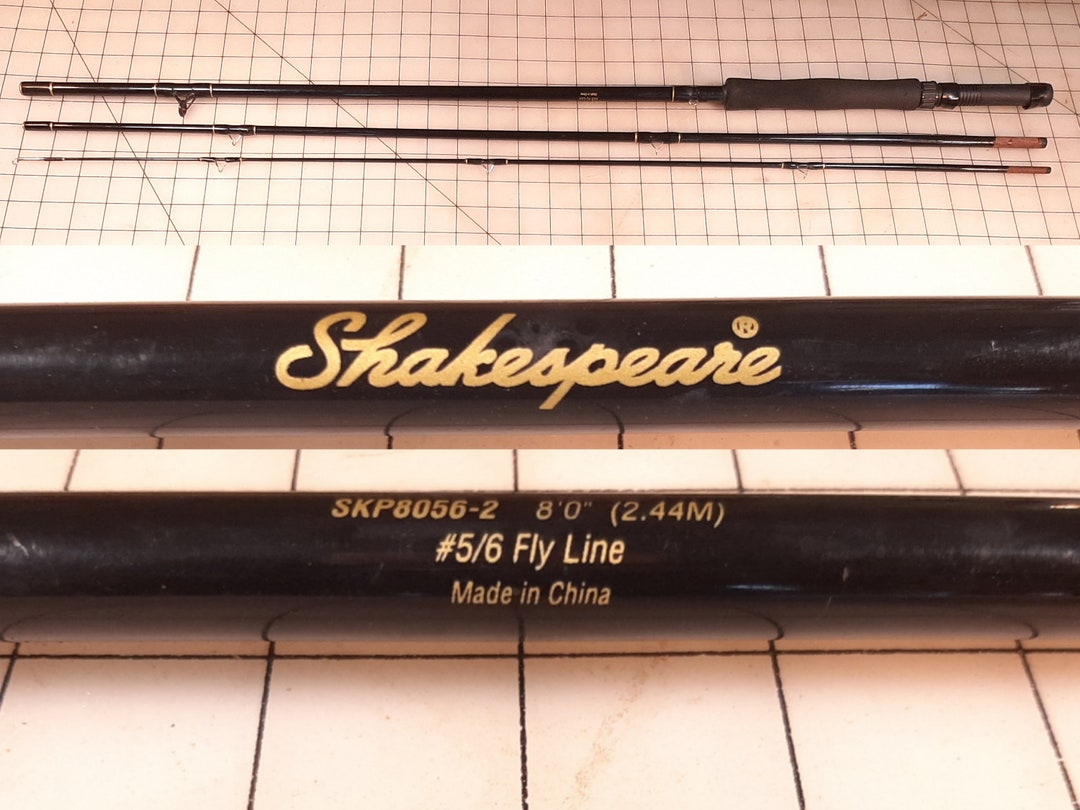 Shakespeare®
SKP8056-2 8'0" (2.44M)
#5/6 Fly Line
Made in China